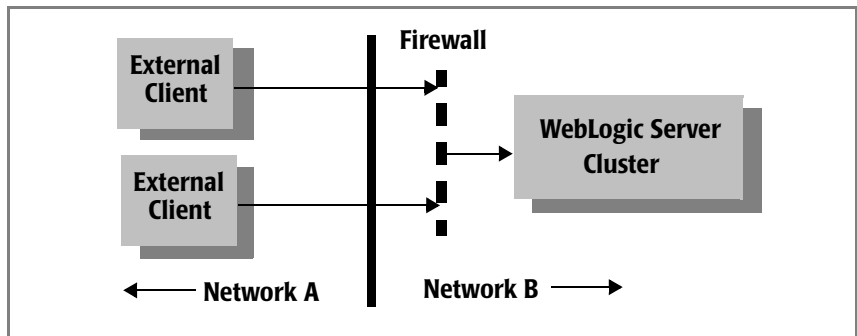 External
Client
Firewall
WebLogic Server
Cluster
External
Client
Network A
Network B